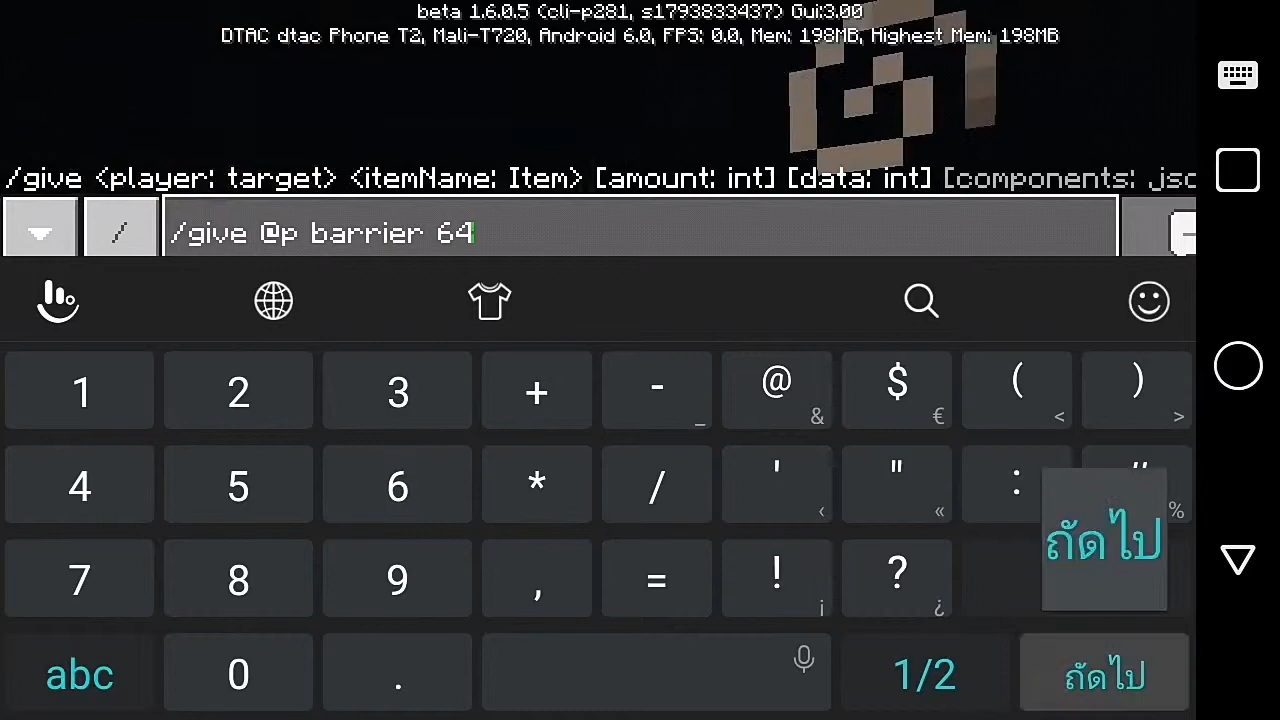 beta 1.6.0.5 (cli-p281, s1793833437) Gui:3.00
DTAC dtac Phone T2, Mali-T720, Android 6.0, FPS: 0.0, Mem: 198MB, Highest Mem: 198MB
/give <player: target> <itemName: Item> [amount: int] [data: int] [components: .jsc
/ /give @p barrier 64
1 2 3 + - _ @ & $ € ( < ) >
4 5 6 * / ' ‹ " « : %
7 8 9 , = ! ¡ ? ¿ ถัดไป
abc 0 . 1/2 ถัดไป